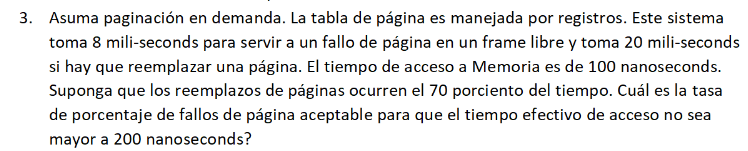 3. Asuma paginación en demanda. La tabla de página es manejada por registros. Este sistema
toma 8 mili-seconds para servir a un fallo de página en un frame libre y toma 20 mili-seconds
si hay que reemplazar una página. El tiempo de acceso a Memoria es de 100 nanoseconds.
Suponga que los reemplazos de páginas ocurren el 70 porciento del tiempo. Cuál es la tasa
de porcentaje de fallos de página aceptable para que el tiempo efectivo de acceso no sea
mayor a 200 nanoseconds?